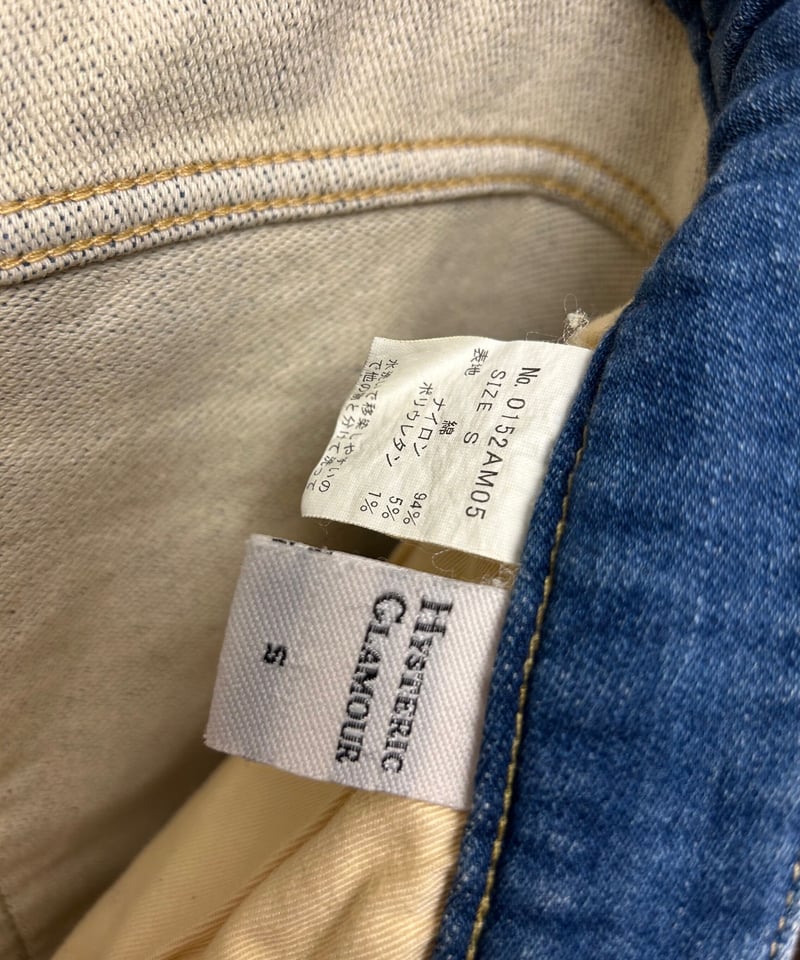 No. 0152AM05
SIZE S
表地
綿 94%
ナイロン 5%
ポリウレタン 1%
水洗いで移染しやすいの
で他の物と分けて洗って
HYSTERIC
GLAMOUR
S